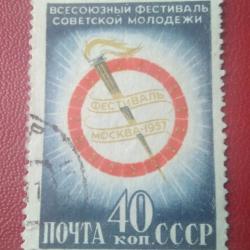 ВСЕСОЮЗНЫЙ ФЕСТИВАЛЬ
СОВЕТСКОЙ МОЛОДЕЖИ
ФЕСТИВАЛЬ
МОСКВА-1957
ПОЧТА 40 КОП. СССР